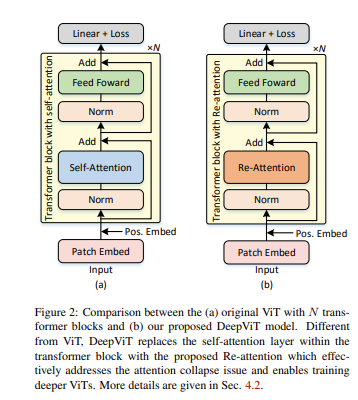 Linear + Loss
×N
Add
Feed Foward
Norm
Add
Self-Attention
Norm
Transformer block with self-attention
Pos. Embed
Patch Embed
Input
(a)
Linear + Loss
×N
Add
Feed Foward
Norm
Add
Re-Attention
Norm
Transformer block with Re-attention
Pos. Embed
Patch Embed
Input
(b)
Figure 2: Comparison between the (a) original ViT with N trans-
former blocks and (b) our proposed DeepViT model. Different
from ViT, DeepViT replaces the self-attention layer within the
transformer block with the proposed Re-attention which effec-
tively addresses the attention collapse issue and enables training
deeper ViTs. More details are given in Sec. 4.2.